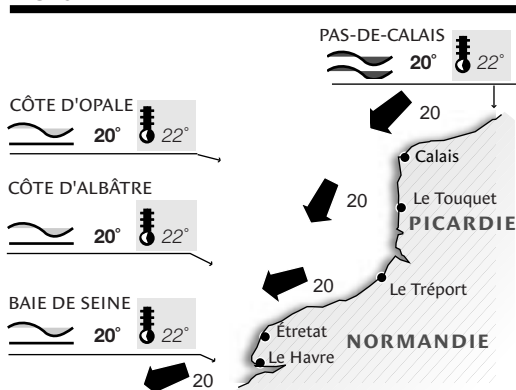 PAS-DE-CALAIS
20° 22°
20
CÔTE D'OPALE
20° 22°
Calais
CÔTE D'ALBÂTRE
20° 22°
20
Le Touquet
PICARDIE
20
Le Tréport
BAIE DE SEINE
20° 22°
Étretat
NORMANDIE
Le Havre
20